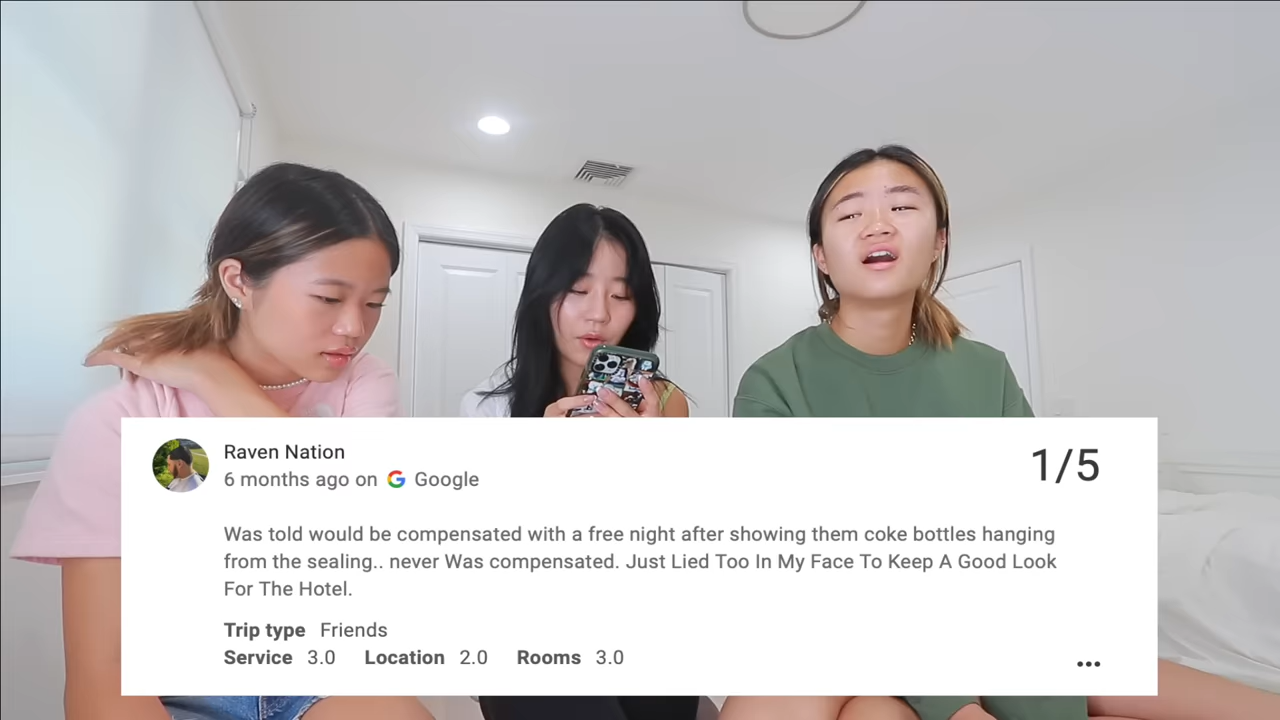 Raven Nation
6 months ago on Google
1/5
Was told would be compensated with a free night after showing them coke bottles hanging
from the sealing.. never Was compensated. Just Lied Too In My Face To Keep A Good Look
For The Hotel.
Trip type Friends
Service 3.0 Location 2.0 Rooms 3.0